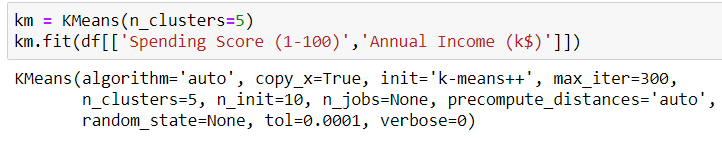 km = KMeans(n_clusters=5)
km.fit(df[['Spending Score (1-100)','Annual Income (k$)']])
KMeans(algorithm='auto', copy_x=True, init='k-means++', max_iter=300,
n_clusters=5, n_init=10, n_jobs=None, precompute_distances='auto',
random_state=None, tol=0.0001, verbose=0)